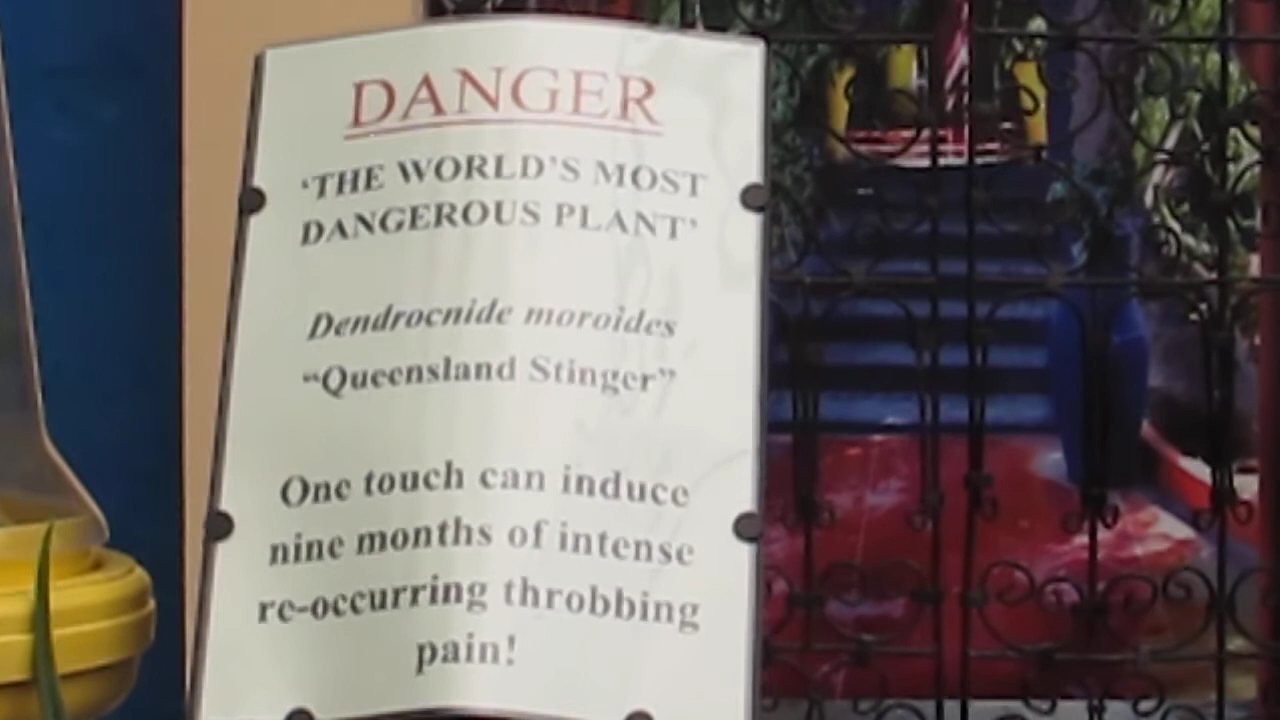 DANGER
‘THE WORLD’S MOST
DANGEROUS PLANT’
Dendrocnide moroides
“Queensland Stinger”
One touch can induce
nine months of intense
re-occurring throbbing
pain!